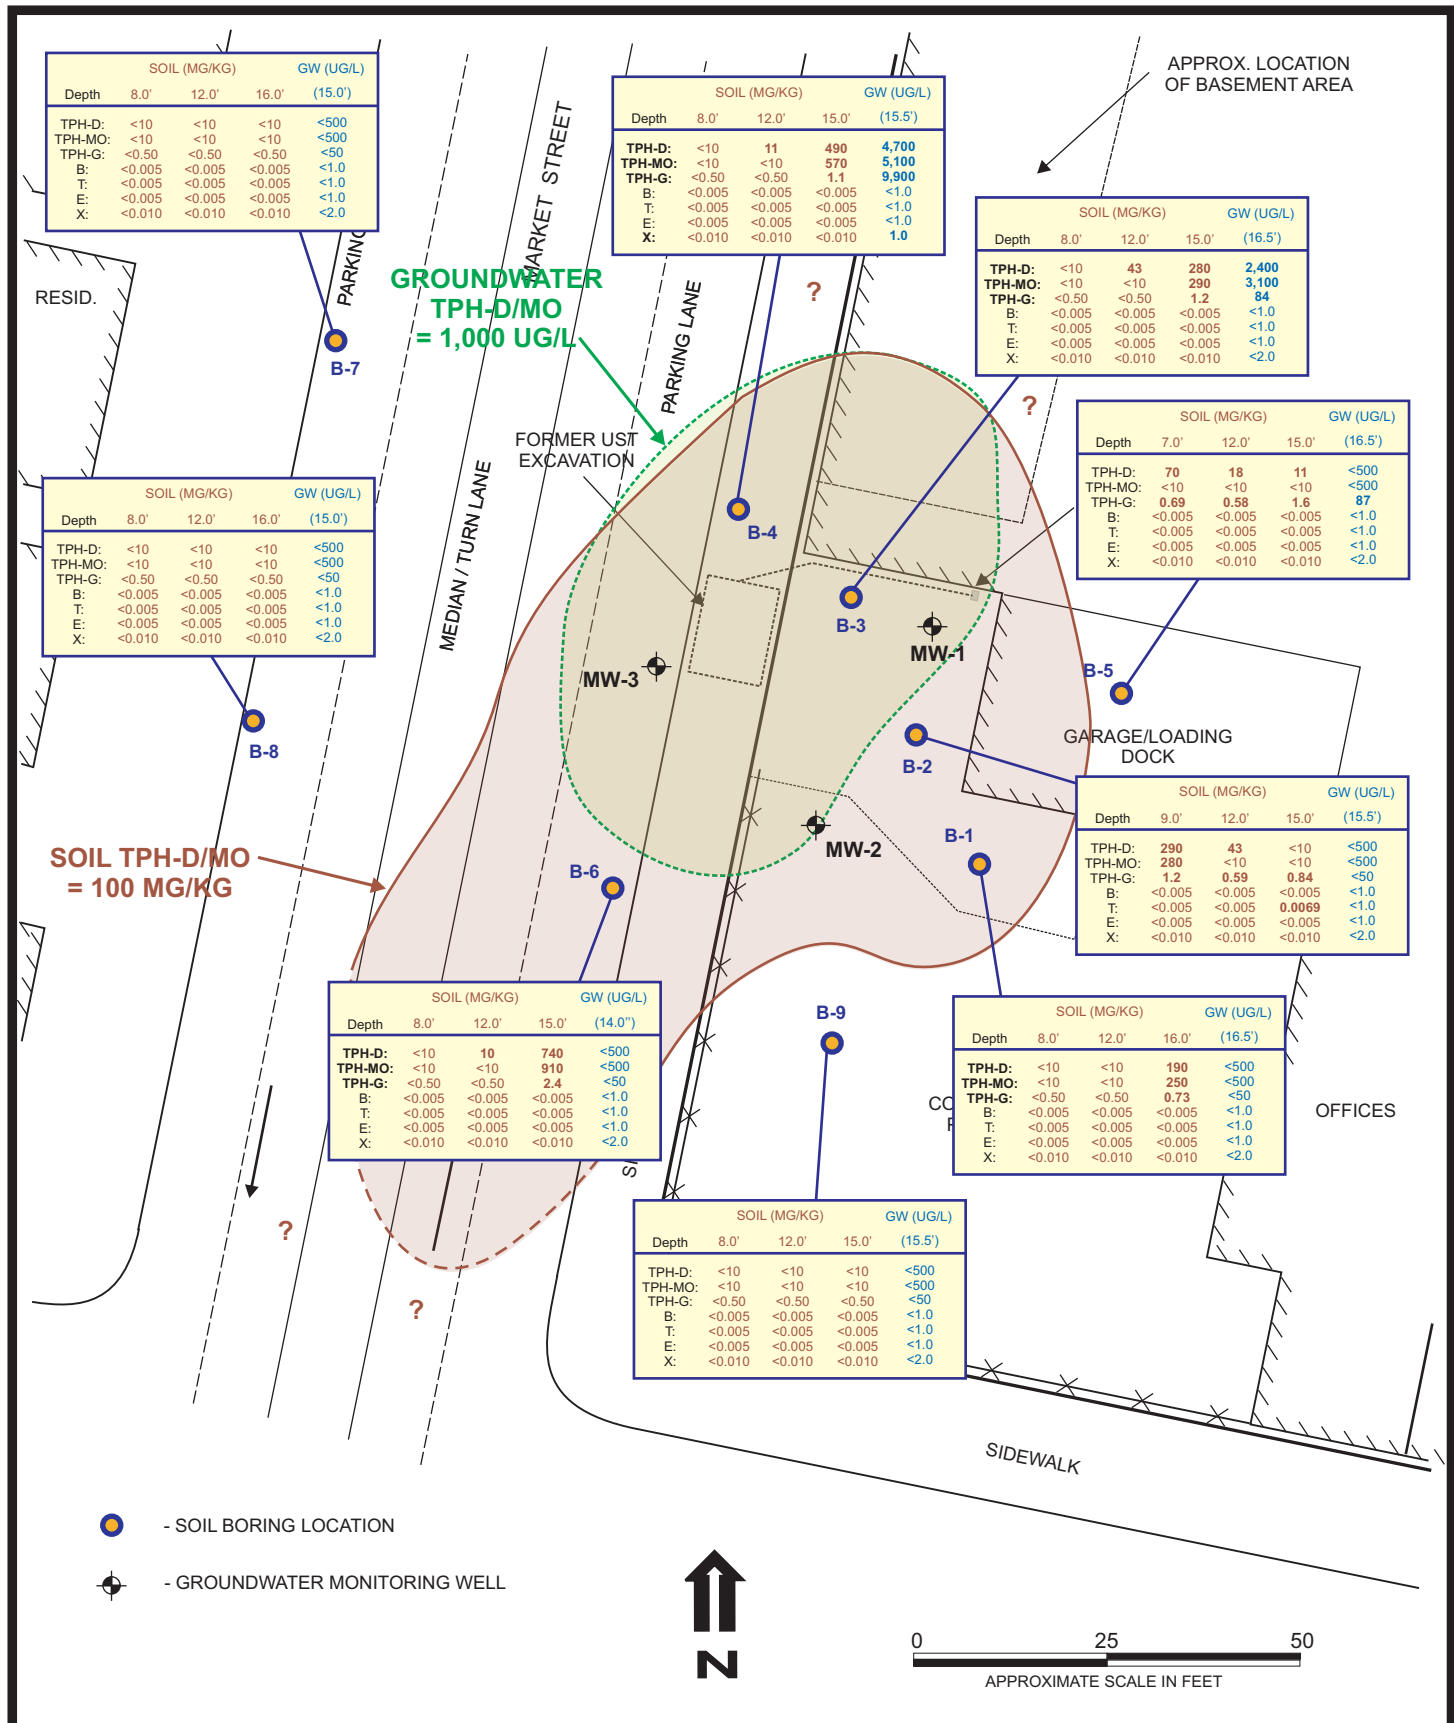 SOIL (MG/KG) GW (UG/L)
Depth 8.0' 12.0' 16.0' (15.0')
TPH-D: <10 <10 <10 <500
TPH-MO: <10 <10 <10 <500
TPH-G: <0.50 <0.50 <0.50 <50
B: <0.005 <0.005 <0.005 <1.0
T: <0.005 <0.005 <0.005 <1.0
E: <0.005 <0.005 <0.005 <1.0
X: <0.010 <0.010 <0.010 <2.0
SOIL (MG/KG) GW (UG/L)
Depth 8.0' 12.0' 15.0' (15.5')
TPH-D: <10 11 490 4,700
TPH-MO: <10 <10 570 5,100
TPH-G: <0.50 <0.50 1.1 9,900
B: <0.005 <0.005 <0.005 <1.0
T: <0.005 <0.005 <0.005 <1.0
E: <0.005 <0.005 <0.005 <1.0
X: <0.010 <0.010 <0.010 1.0
APPROX. LOCATION
OF BASEMENT AREA
SOIL (MG/KG) GW (UG/L)
Depth 8.0' 12.0' 15.0' (16.5')
TPH-D: <10 43 280 2,400
TPH-MO: <10 <10 290 3,100
TPH-G: <0.50 <0.50 1.2 84
B: <0.005 <0.005 <0.005 <1.0
T: <0.005 <0.005 <0.005 <1.0
E: <0.005 <0.005 <0.005 <1.0
X: <0.010 <0.010 <0.010 <2.0
MARKET STREET
PARKING
RESID.
GROUNDWATER
TPH-D/MO
= 1,000 UG/L
?
PARKING LANE
B-7
?
FORMER UST
EXCAVATION
SOIL (MG/KG) GW (UG/L)
Depth 7.0' 12.0' 15.0' (16.5')
TPH-D: 70 18 11 <500
TPH-MO: <10 <10 <10 <500
TPH-G: 0.69 0.58 1.6 87
B: <0.005 <0.005 <0.005 <1.0
T: <0.005 <0.005 <0.005 <1.0
E: <0.005 <0.005 <0.005 <1.0
X: <0.010 <0.010 <0.010 <2.0
SOIL (MG/KG) GW (UG/L)
Depth 8.0' 12.0' 16.0' (15.0')
TPH-D: <10 <10 <10 <500
TPH-MO: <10 <10 <10 <500
TPH-G: <0.50 <0.50 <0.50 <50
B: <0.005 <0.005 <0.005 <1.0
T: <0.005 <0.005 <0.005 <1.0
E: <0.005 <0.005 <0.005 <1.0
X: <0.010 <0.010 <0.010 <2.0
MEDIAN / TURN LANE
B-4
B-3
MW-1
MW-3
B-5
B-8
GARAGE/LOADING
DOCK
B-2
SOIL (MG/KG) GW (UG/L)
Depth 9.0' 12.0' 15.0' (15.5')
TPH-D: 290 43 <10 <500
TPH-MO: 280 <10 <10 <500
TPH-G: 1.2 0.59 0.84 <50
B: <0.005 <0.005 <0.005 <1.0
T: <0.005 <0.005 0.0069 <1.0
E: <0.005 <0.005 <0.005 <1.0
X: <0.010 <0.010 <0.010 <2.0
B-1
MW-2
SOIL TPH-D/MO
= 100 MG/KG
B-6
SOIL (MG/KG) GW (UG/L)
Depth 8.0' 12.0' 15.0' (14.0'')
TPH-D: <10 10 740 <500
TPH-MO: <10 <10 910 <500
TPH-G: <0.50 <0.50 2.4 <50
B: <0.005 <0.005 <0.005 <1.0
T: <0.005 <0.005 <0.005 <1.0
E: <0.005 <0.005 <0.005 <1.0
X: <0.010 <0.010 <0.010 <2.0
B-9
SOIL (MG/KG) GW (UG/L)
Depth 8.0' 12.0' 16.0' (16.5')
TPH-D: <10 <10 190 <500
TPH-MO: <10 <10 250 <500
TPH-G: <0.50 <0.50 0.73 <50
B: <0.005 <0.005 <0.005 <1.0
T: <0.005 <0.005 <0.005 <1.0
E: <0.005 <0.005 <0.005 <1.0
X: <0.010 <0.010 <0.010 <2.0
OFFICES
?
?
SOIL (MG/KG) GW (UG/L)
Depth 8.0' 12.0' 15.0' (15.5')
TPH-D: <10 <10 <10 <500
TPH-MO: <10 <10 <10 <500
TPH-G: <0.50 <0.50 <0.50 <50
B: <0.005 <0.005 <0.005 <1.0
T: <0.005 <0.005 <0.005 <1.0
E: <0.005 <0.005 <0.005 <1.0
X: <0.010 <0.010 <0.010 <2.0
SIDEWALK
- SOIL BORING LOCATION
- GROUNDWATER MONITORING WELL
N
0 25 50
APPROXIMATE SCALE IN FEET